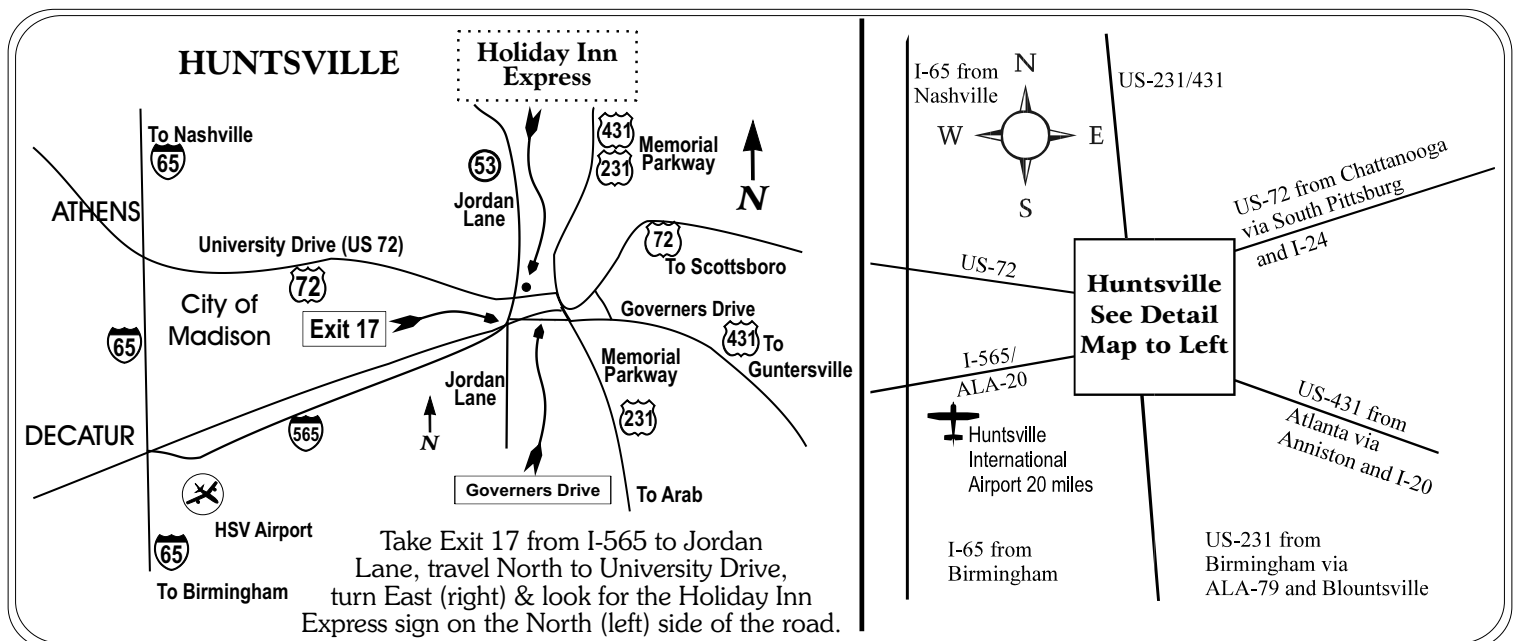 HUNTSVILLE
Holiday Inn
Express
To Nashville
65
ATHENS
University Drive (US 72)
72
City of
Madison
Exit 17
65
DECATUR
565
HSV Airport
65
To Birmingham
53
Jordan
Lane
431
231
Memorial
Parkway
N
72
To Scottsboro
Governers Drive
431
To
Guntersville
Memorial
Parkway
231
Jordan
Lane
N
Governers Drive
To Arab
Take Exit 17 from I-565 to Jordan
Lane, travel North to University Drive,
turn East (right) & look for the Holiday Inn
Express sign on the North (left) side of the road.
I-65 from
Nashville
N
W
E
S
US-231/431
US-72 from Chattanooga
via South Pittsburg
and I-24
US-72
Huntsville
See Detail
Map to Left
I-565/
ALA-20
Huntsville
International
Airport 20 miles
US-431 from
Atlanta via
Anniston and I-20
I-65 from
Birmingham
US-231 from
Birmingham via
ALA-79 and Blountsville